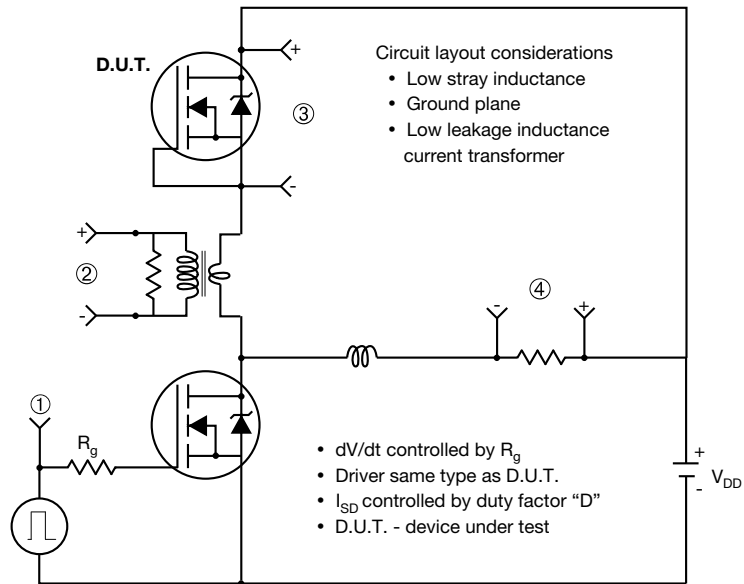 D.U.T.
+
③
-
Circuit layout considerations
• Low stray inductance
• Ground plane
• Low leakage inductance
current transformer
+
②
-
④
-
+
①
R_g
• dV/dt controlled by R_g
• Driver same type as D.U.T.
• I_SD controlled by duty factor “D”
• D.U.T. - device under test
+
V_DD
-